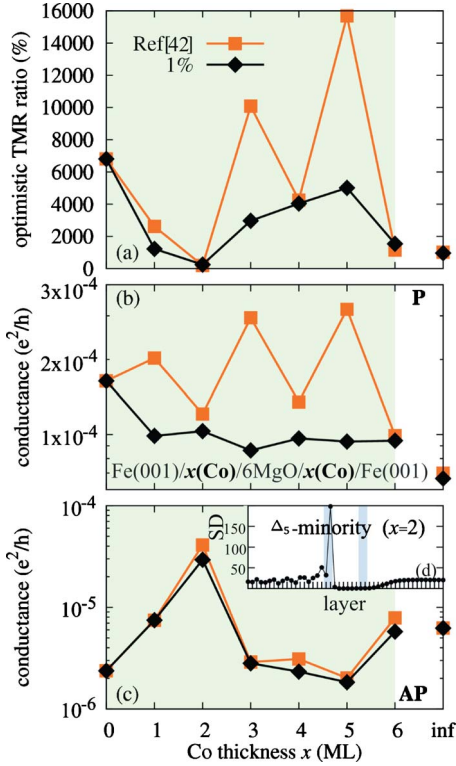 16000
14000
12000
10000
8000
6000
4000
2000
0
optimistic TMR ratio (%)
Ref[42]
1%
(a)
3x10⁻⁴
2x10⁻⁴
1x10⁻⁴
conductance (e²/h)
(b)
P
Fe(001)/x(Co)/6MgO/x(Co)/Fe(001)
10⁻⁴
10⁻⁵
10⁻⁶
conductance (e²/h)
SD
150
100
50
Δ₅-minority (x=2)
(d)
layer
(c)
AP
0 1 2 3 4 5 6 inf
Co thickness x (ML)